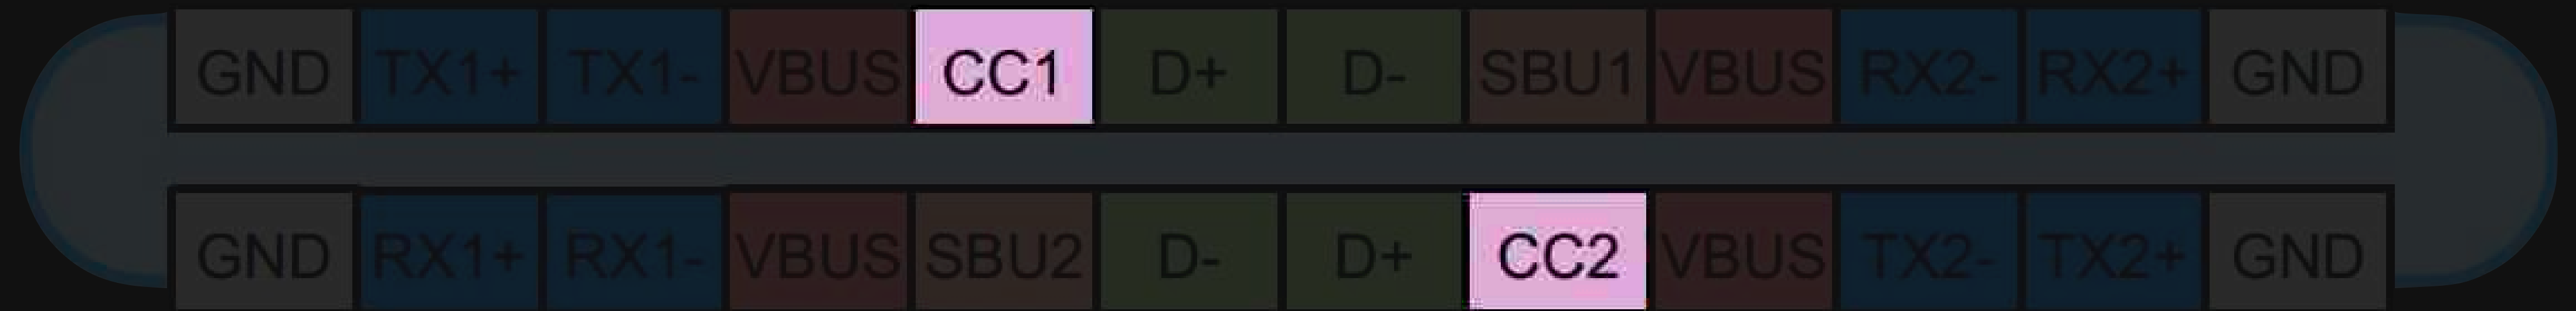 GND TX1+ TX1- VBUS CC1 D+ D- SBU1 VBUS RX2- RX2+ GND
GND RX1+ RX1- VBUS SBU2 D- D+ CC2 VBUS TX2- TX2+ GND